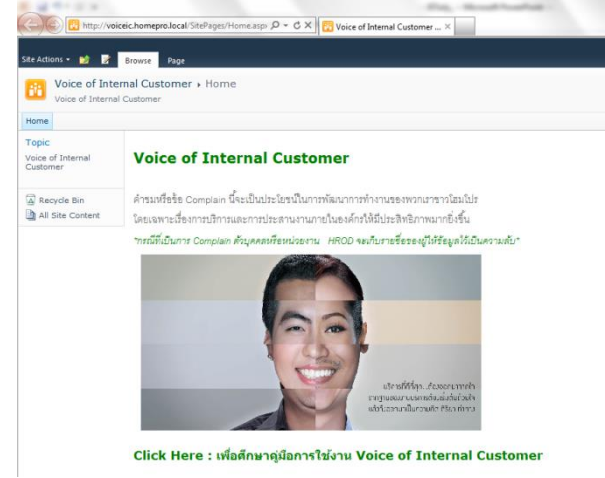 http://voiceic.homepro.local/SitePages/Home.asp
Voice of Internal Customer ...
Site Actions
Browse
Page
Voice of Internal Customer Home
Voice of Internal Customer
Home
Topic
Voice of Internal
Customer
Recycle Bin
All Site Content
Voice of Internal Customer
คำชมหรือข้อ Complain นี้จะเป็นประโยชน์ในการพัฒนาการทำงานของพวกเราชาวโฮมโปร
โดยเฉพาะเรื่องการบริการและการประสานงานภายในองค์กรให้มีประสิทธิภาพมากยิ่งขึ้น
"กรณีที่เป็นการ Complain ตัวบุคคลหรือหน่วยงาน HROD จะเก็บรายชื่อของผู้ให้ข้อมูลไว้เป็นความลับ"
Click Here : เพื่อศึกษาคู่มือการใช้งาน Voice of Internal Customer